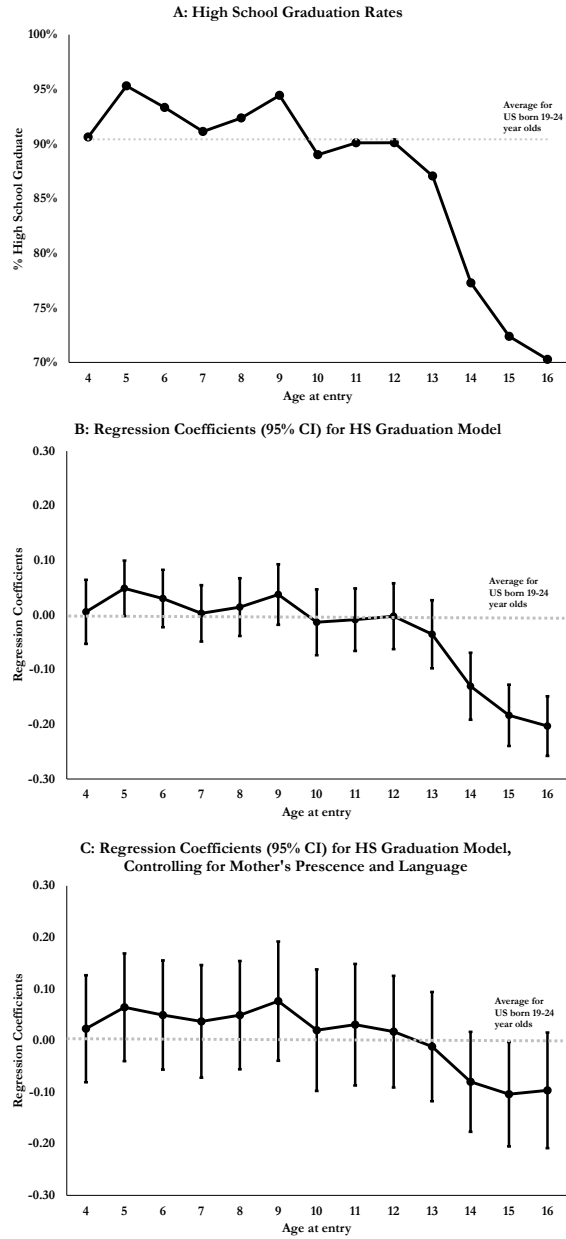 A: High School Graduation Rates
100%
95%
90%
85%
80%
75%
70%
% High School Graduate
Average for
US born 19-24
year olds
4 5 6 7 8 9 10 11 12 13 14 15 16
Age at entry
B: Regression Coefficients (95% CI) for HS Graduation Model
0.30
0.20
0.10
0.00
-0.10
-0.20
-0.30
Regression Coefficients
Average for
US born 19-24
year olds
4 5 6 7 8 9 10 11 12 13 14 15 16
Age at entry
C: Regression Coefficients (95% CI) for HS Graduation Model,
Controlling for Mother's Prescence and Language
0.30
0.20
0.10
0.00
-0.10
-0.20
-0.30
Regression Coefficients
Average for
US born 19-24
year olds
4 5 6 7 8 9 10 11 12 13 14 15 16
Age at entry